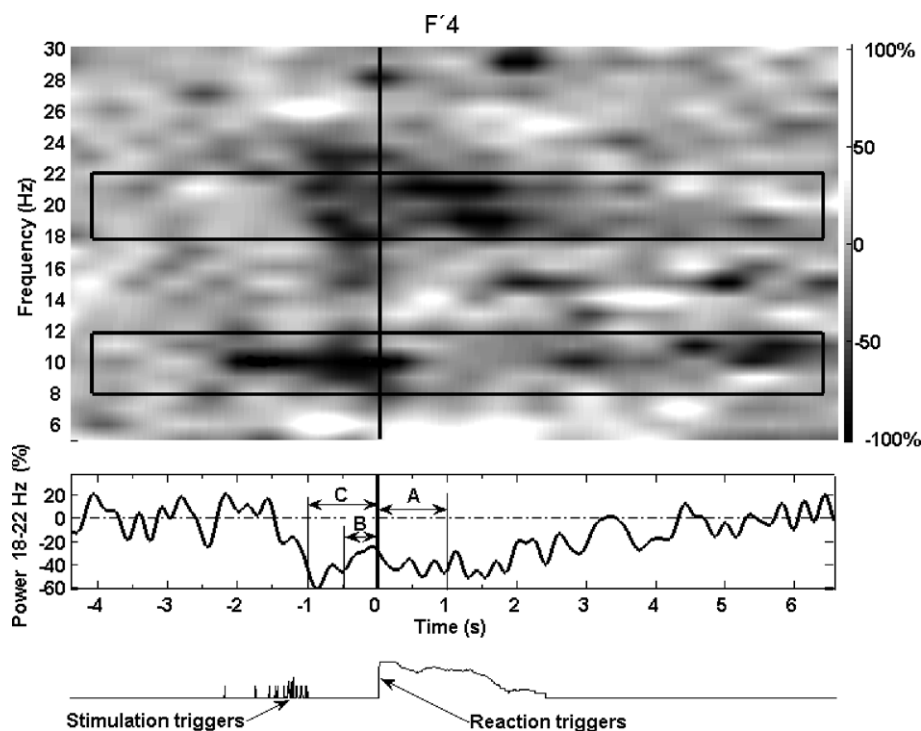 F´4
30
28
26
24
22
20
18
16
14
12
10
8
6
Frequency (Hz)
100%
50
0
-50
-100%
Power 18-22 Hz (%)
20
0
-20
-40
-60
C
A
B
-4 -3 -2 -1 0 1 2 3 4 5 6
Time (s)
Stimulation triggers
Reaction triggers